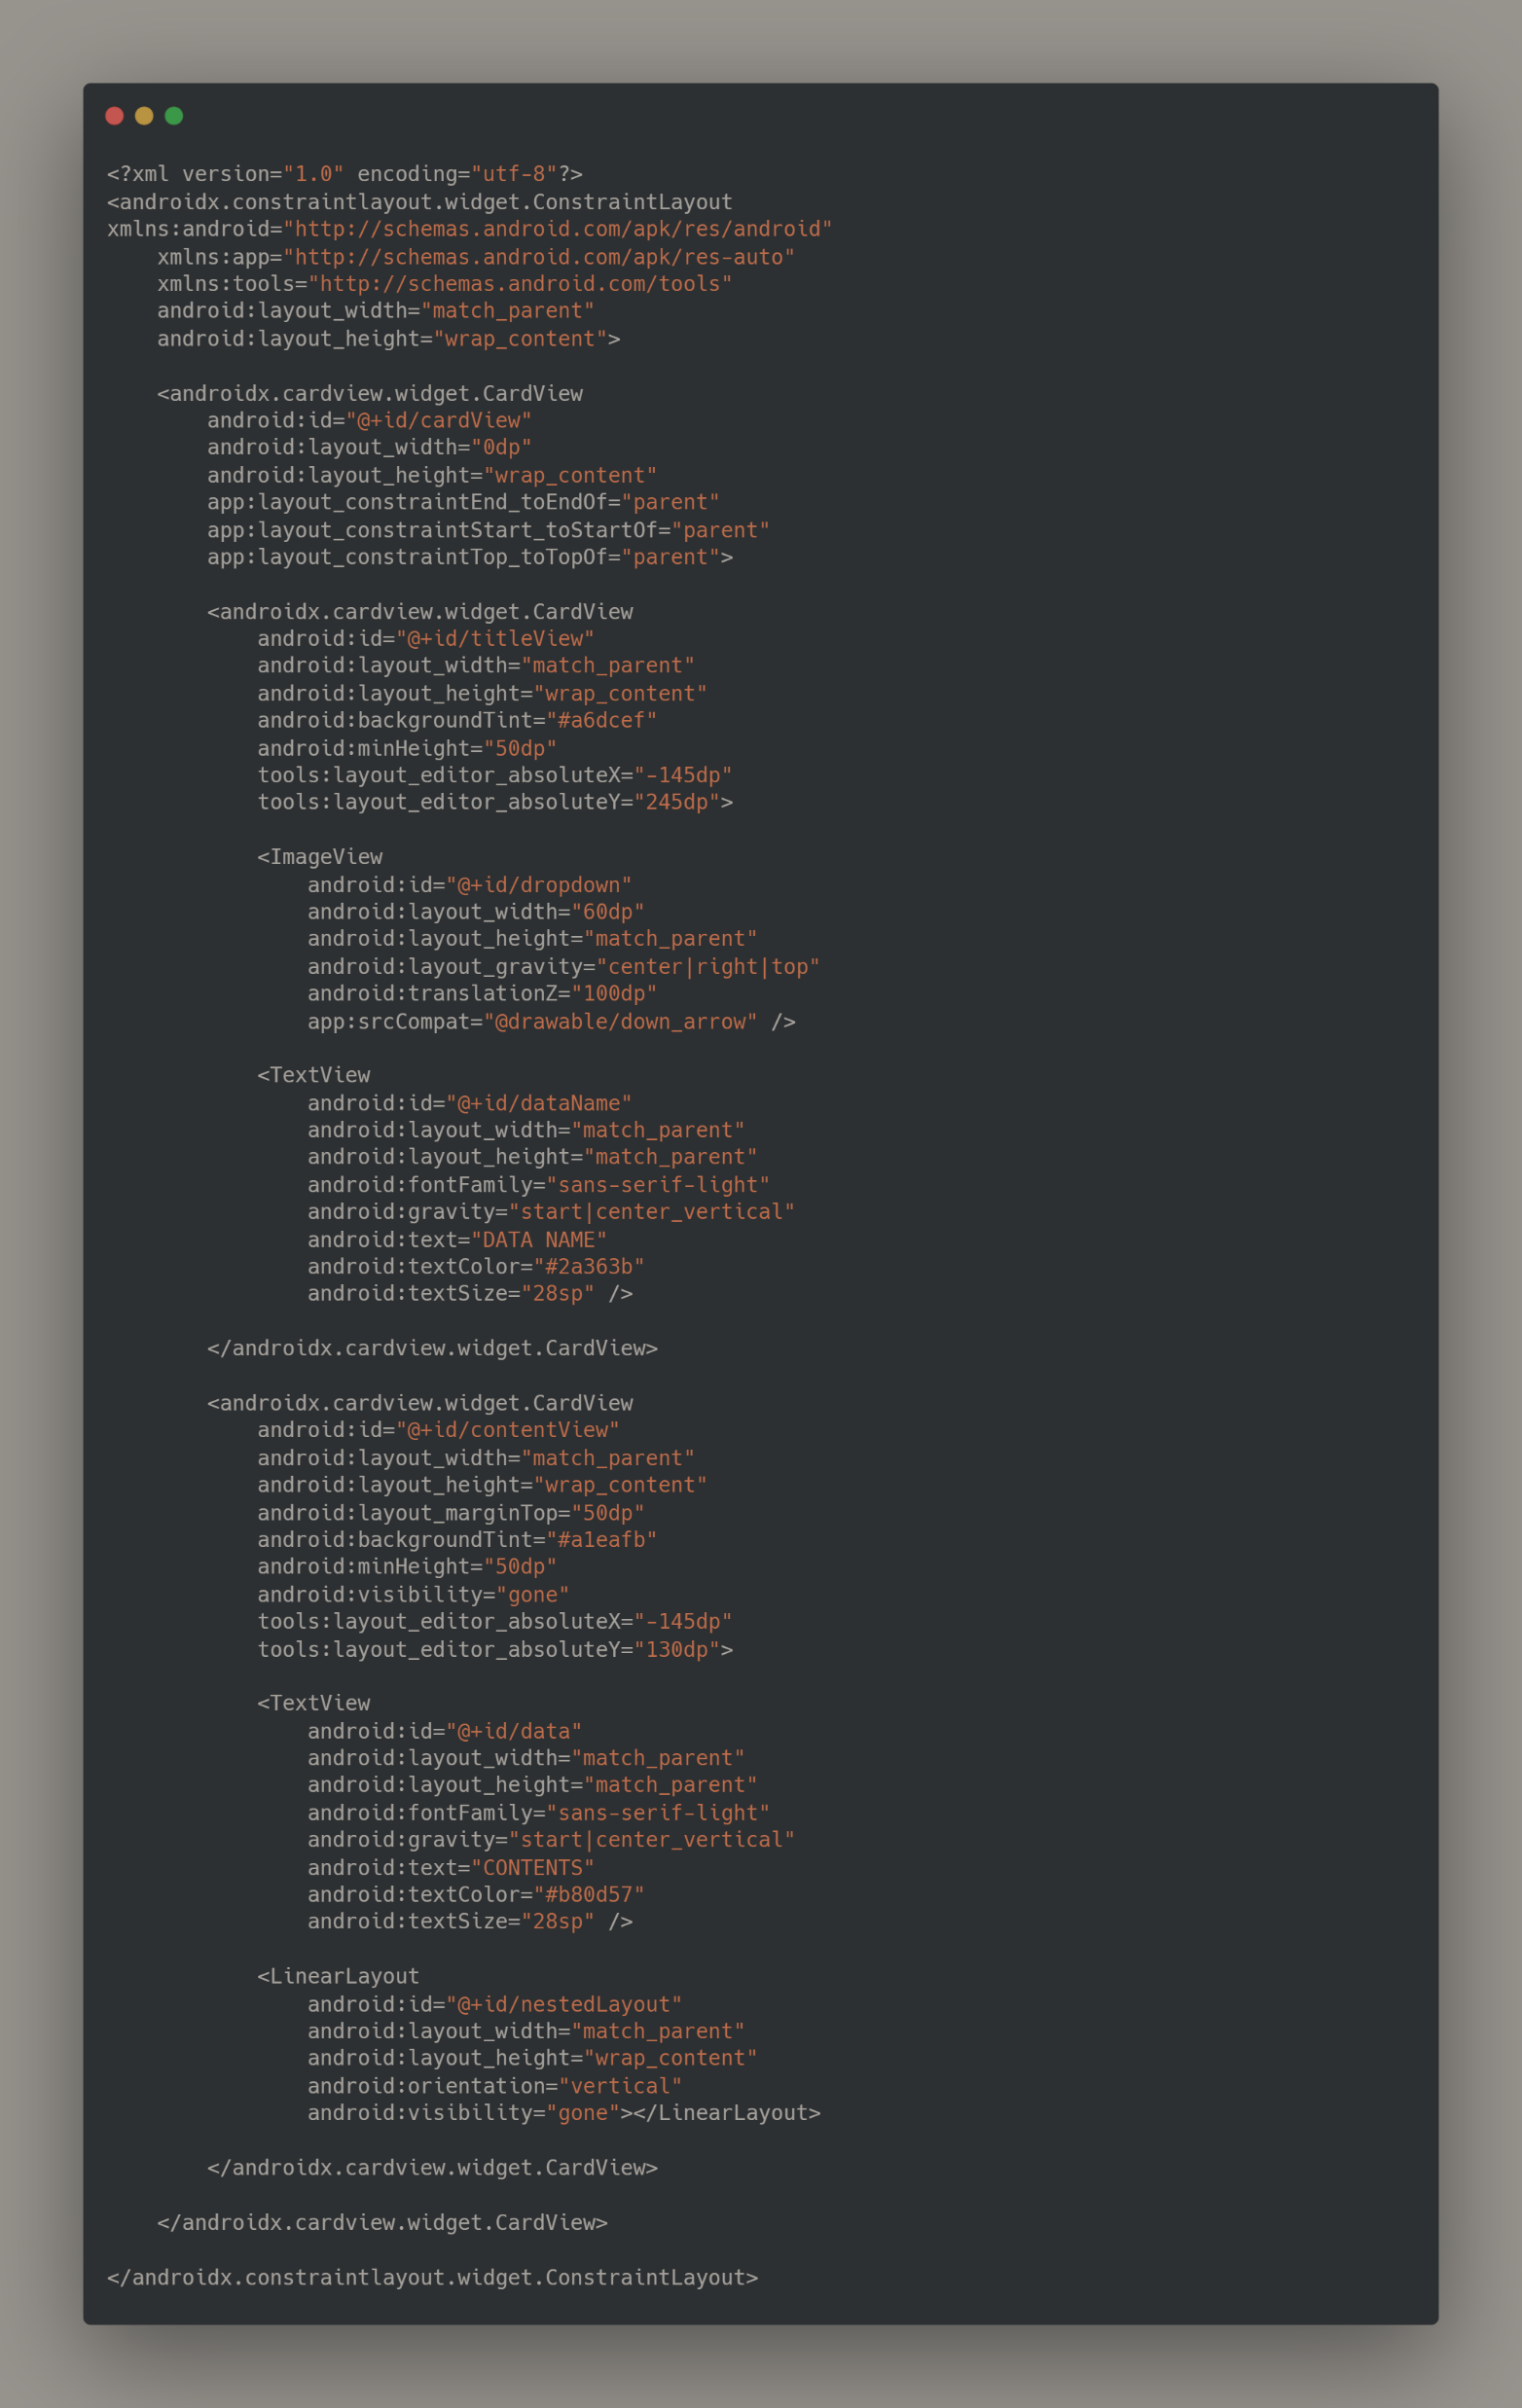 <?xml version="1.0" encoding="utf-8"?>
<androidx.constraintlayout.widget.ConstraintLayout
xmlns:android="http://schemas.android.com/apk/res/android"
    xmlns:app="http://schemas.android.com/apk/res-auto"
    xmlns:tools="http://schemas.android.com/tools"
    android:layout_width="match_parent"
    android:layout_height="wrap_content">

    <androidx.cardview.widget.CardView
        android:id="@+id/cardView"
        android:layout_width="0dp"
        android:layout_height="wrap_content"
        app:layout_constraintEnd_toEndOf="parent"
        app:layout_constraintStart_toStartOf="parent"
        app:layout_constraintTop_toTopOf="parent">

        <androidx.cardview.widget.CardView
            android:id="@+id/titleView"
            android:layout_width="match_parent"
            android:layout_height="wrap_content"
            android:backgroundTint="#a6dcef"
            android:minHeight="50dp"
            tools:layout_editor_absoluteX="-145dp"
            tools:layout_editor_absoluteY="245dp">

            <ImageView
                android:id="@+id/dropdown"
                android:layout_width="60dp"
                android:layout_height="match_parent"
                android:layout_gravity="center|right|top"
                android:translationZ="100dp"
                app:srcCompat="@drawable/down_arrow" />

            <TextView
                android:id="@+id/dataName"
                android:layout_width="match_parent"
                android:layout_height="match_parent"
                android:fontFamily="sans-serif-light"
                android:gravity="start|center_vertical"
                android:text="DATA NAME"
                android:textColor="#2a363b"
                android:textSize="28sp" />

        </androidx.cardview.widget.CardView>

        <androidx.cardview.widget.CardView
            android:id="@+id/contentView"
            android:layout_width="match_parent"
            android:layout_height="wrap_content"
            android:layout_marginTop="50dp"
            android:backgroundTint="#a1eafb"
            android:minHeight="50dp"
            android:visibility="gone"
            tools:layout_editor_absoluteX="-145dp"
            tools:layout_editor_absoluteY="130dp">

            <TextView
                android:id="@+id/data"
                android:layout_width="match_parent"
                android:layout_height="match_parent"
                android:fontFamily="sans-serif-light"
                android:gravity="start|center_vertical"
                android:text="CONTENTS"
                android:textColor="#b80d57"
                android:textSize="28sp" />

            <LinearLayout
                android:id="@+id/nestedLayout"
                android:layout_width="match_parent"
                android:layout_height="wrap_content"
                android:orientation="vertical"
                android:visibility="gone"></LinearLayout>

        </androidx.cardview.widget.CardView>

    </androidx.cardview.widget.CardView>

</androidx.constraintlayout.widget.ConstraintLayout>